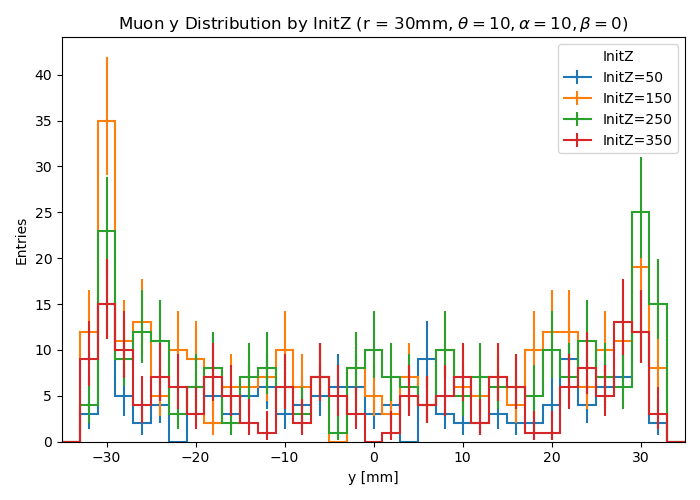 Muon y Distribution by InitZ (r = 30mm, θ = 10, α = 10, β = 0)
InitZ
InitZ=50
InitZ=150
InitZ=250
InitZ=350
Entries
40
35
30
25
20
15
10
5
0
−30
−20
−10
0
10
20
30
y [mm]